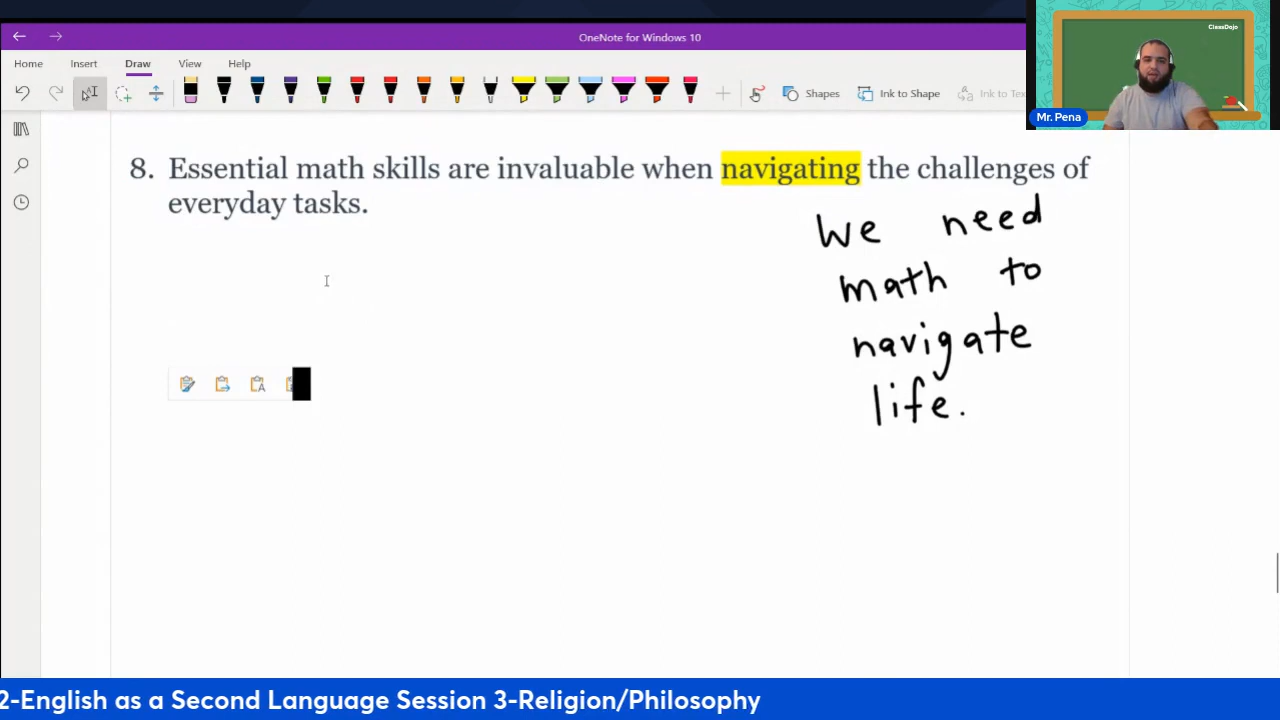 OneNote for Windows 10
ClassDojo
Home Insert Draw View Help
Shapes Ink to Shape Ink to Tex
Mr. Pena
8. Essential math skills are invaluable when navigating the challenges of
everyday tasks.
We need
math to
navigate
life.
2-English as a Second Language Session 3-Religion/Philosophy